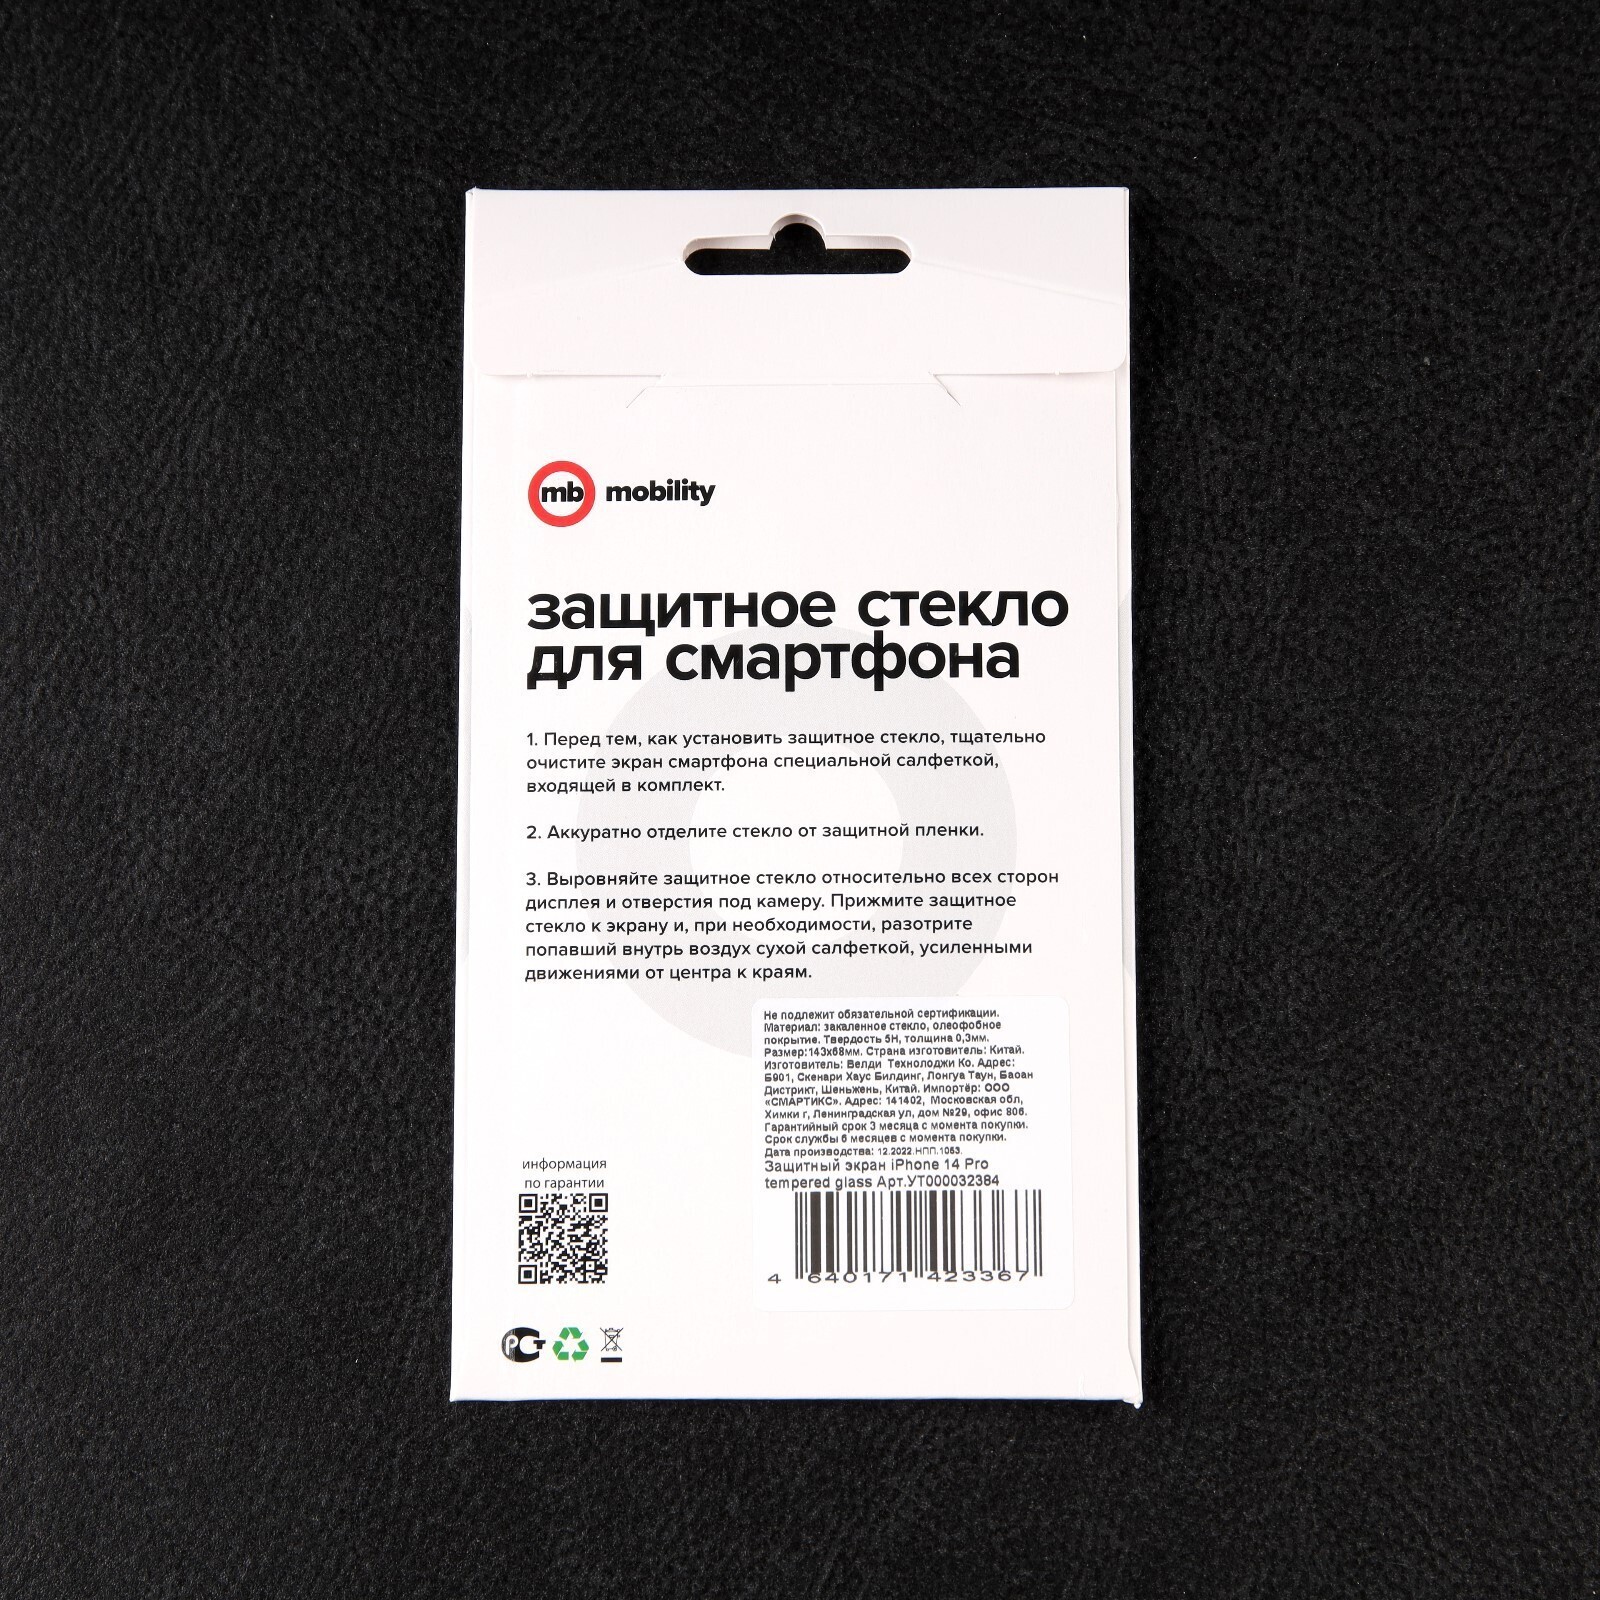 mb mobility
защитное стекло
для смартфона
1. Перед тем, как установить защитное стекло, тщательно
очистите экран смартфона специальной салфеткой,
входящей в комплект.
2. Аккуратно отделите стекло от защитной пленки.
3. Выровняйте защитное стекло относительно всех сторон
дисплея и отверстия под камеру. Прижмите защитное
стекло к экрану и, при необходимости, разотрите
попавший внутрь воздух сухой салфеткой, усиленными
движениями от центра к краям.
Не подлежит обязательной сертификации.
Материал: закаленное стекло, олеофобное
покрытие. Твердость 5H, толщина 0,3мм.
Размер:143х68мм. Страна изготовитель: Китай.
Изготовитель: Велди Технолоджи Ко. Адрес:
Б901, Скенари Хаус Билдинг, Лонгуа Таун, Баоан
Дистрикт, Шеньжень, Китай. Импортёр: ООО
«СМАРТИКС». Адрес: 141402, Московская обл,
Химки г, Ленинградская ул, дом №29, офис 806.
Гарантийный срок 3 месяца с момента покупки.
Срок службы 6 месяцев с момента покупки.
Дата производства: 12.2022.НПП.1053.
Защитный экран iPhone 14 Pro
tempered glass Арт.УТ000032384
4 640171 423367
информация
по гарантии
РСТ